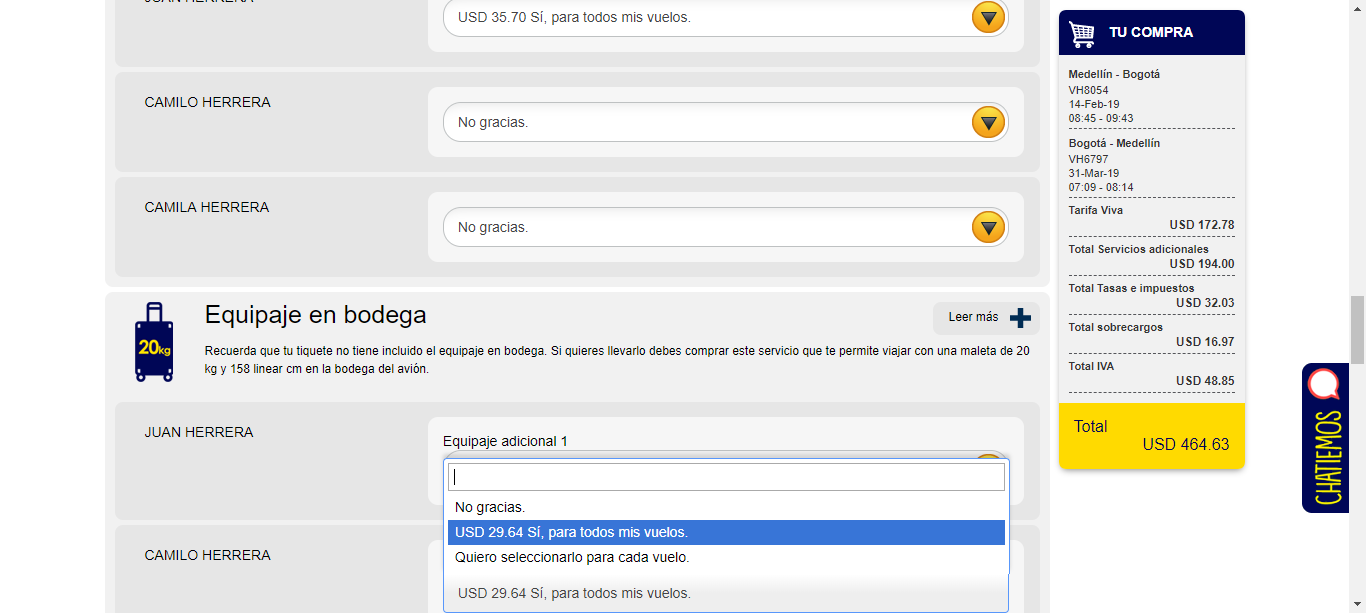 JUAN HERRERA
USD 35.70 Sí, para todos mis vuelos.
CAMILO HERRERA
No gracias.
CAMILA HERRERA
No gracias.
20kg
Equipaje en bodega
Leer más
Recuerda que tu tiquete no tiene incluido el equipaje en bodega. Si quieres llevarlo debes comprar este servicio que te permite viajar con una maleta de 20
kg y 158 linear cm en la bodega del avión.
JUAN HERRERA
Equipaje adicional 1
No gracias.
USD 29.64 Sí, para todos mis vuelos.
Quiero seleccionarlo para cada vuelo.
CAMILO HERRERA
USD 29.64 Sí, para todos mis vuelos.
TU COMPRA
Medellín - Bogotá
VH8054
14-Feb-19
08:45 - 09:43
Bogotá - Medellín
VH6797
31-Mar-19
07:09 - 08:14
Tarifa Viva
USD 172.78
Total Servicios adicionales
USD 194.00
Total Tasas e impuestos
USD 32.03
Total sobrecargos
USD 16.97
Total IVA
USD 48.85
Total
USD 464.63
CHATIEMOS